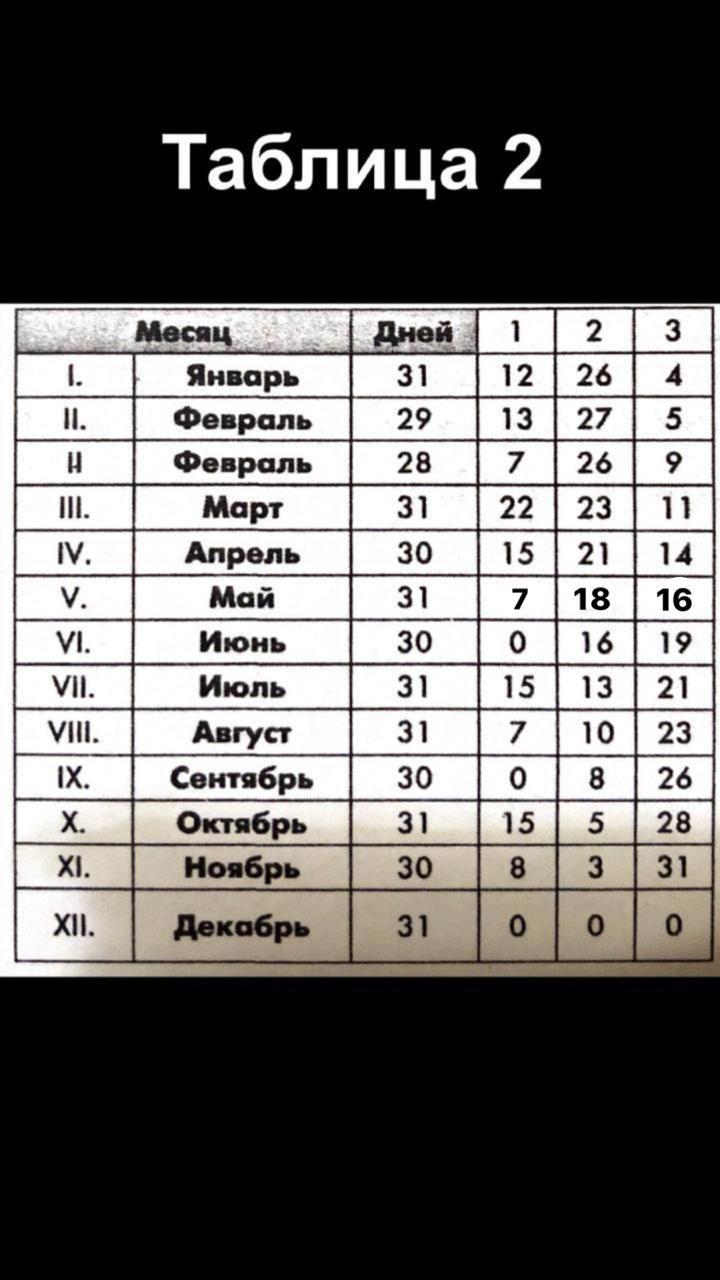 Таблица 2
Месяц Дней 1 2 3
I. Январь 31 12 26 4
II. Февраль 29 13 27 5
II Февраль 28 7 26 9
III. Март 31 22 23 11
IV. Апрель 30 15 21 14
V. Май 31 7 18 16
VI. Июнь 30 0 16 19
VII. Июль 31 15 13 21
VIII. Август 31 7 10 23
IX. Сентябрь 30 0 8 26
X. Октябрь 31 15 5 28
XI. Ноябрь 30 8 3 31
XII. Декабрь 31 0 0 0